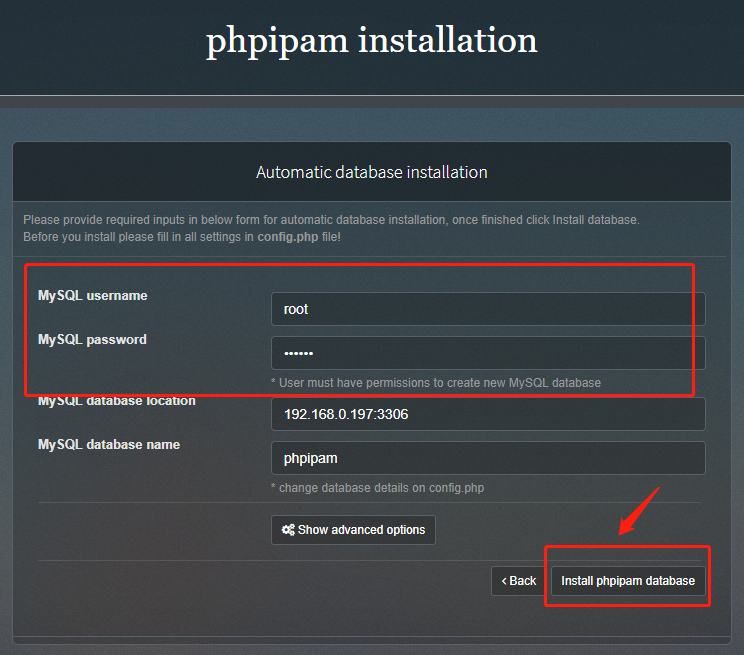 phpipam installation
Automatic database installation
Please provide required inputs in below form for automatic database installation, once finished click Install database.
Before you install please fill in all settings in config.php file!
MySQL username
root
MySQL password
••••••
* User must have permissions to create new MySQL database
MySQL database location
192.168.0.197:3306
MySQL database name
phpipam
* change database details on config.php
Show advanced options
‹ Back
Install phpipam database